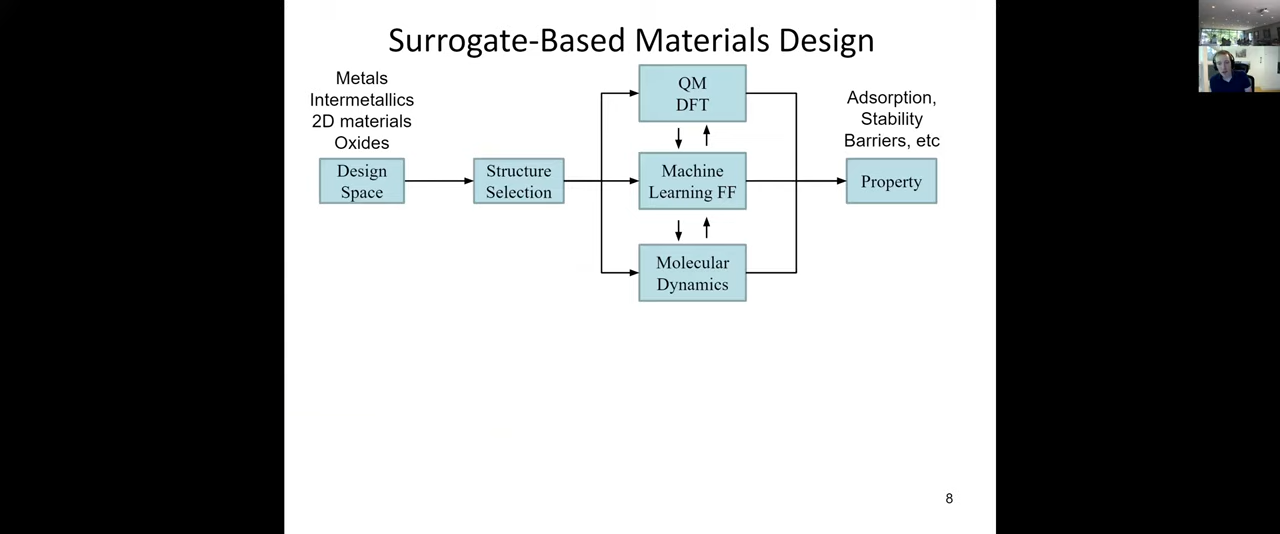 Surrogate-Based Materials Design
Metals
Intermetallics
2D materials
Oxides
Design
Space
Structure
Selection
QM
DFT
Machine
Learning FF
Molecular
Dynamics
Adsorption,
Stability
Barriers, etc
Property
8